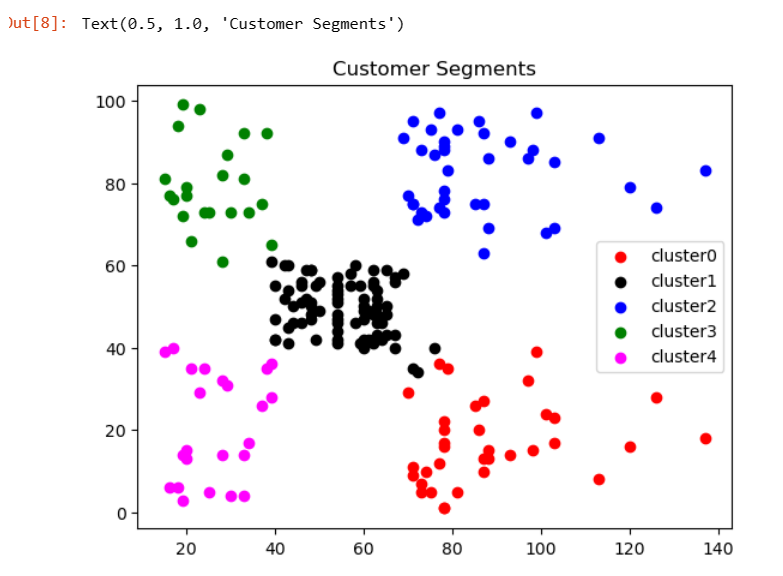 Out[8]: Text(0.5, 1.0, 'Customer Segments')
Customer Segments
100
80
60
40
20
0
cluster0
cluster1
cluster2
cluster3
cluster4
20 40 60 80 100 120 140